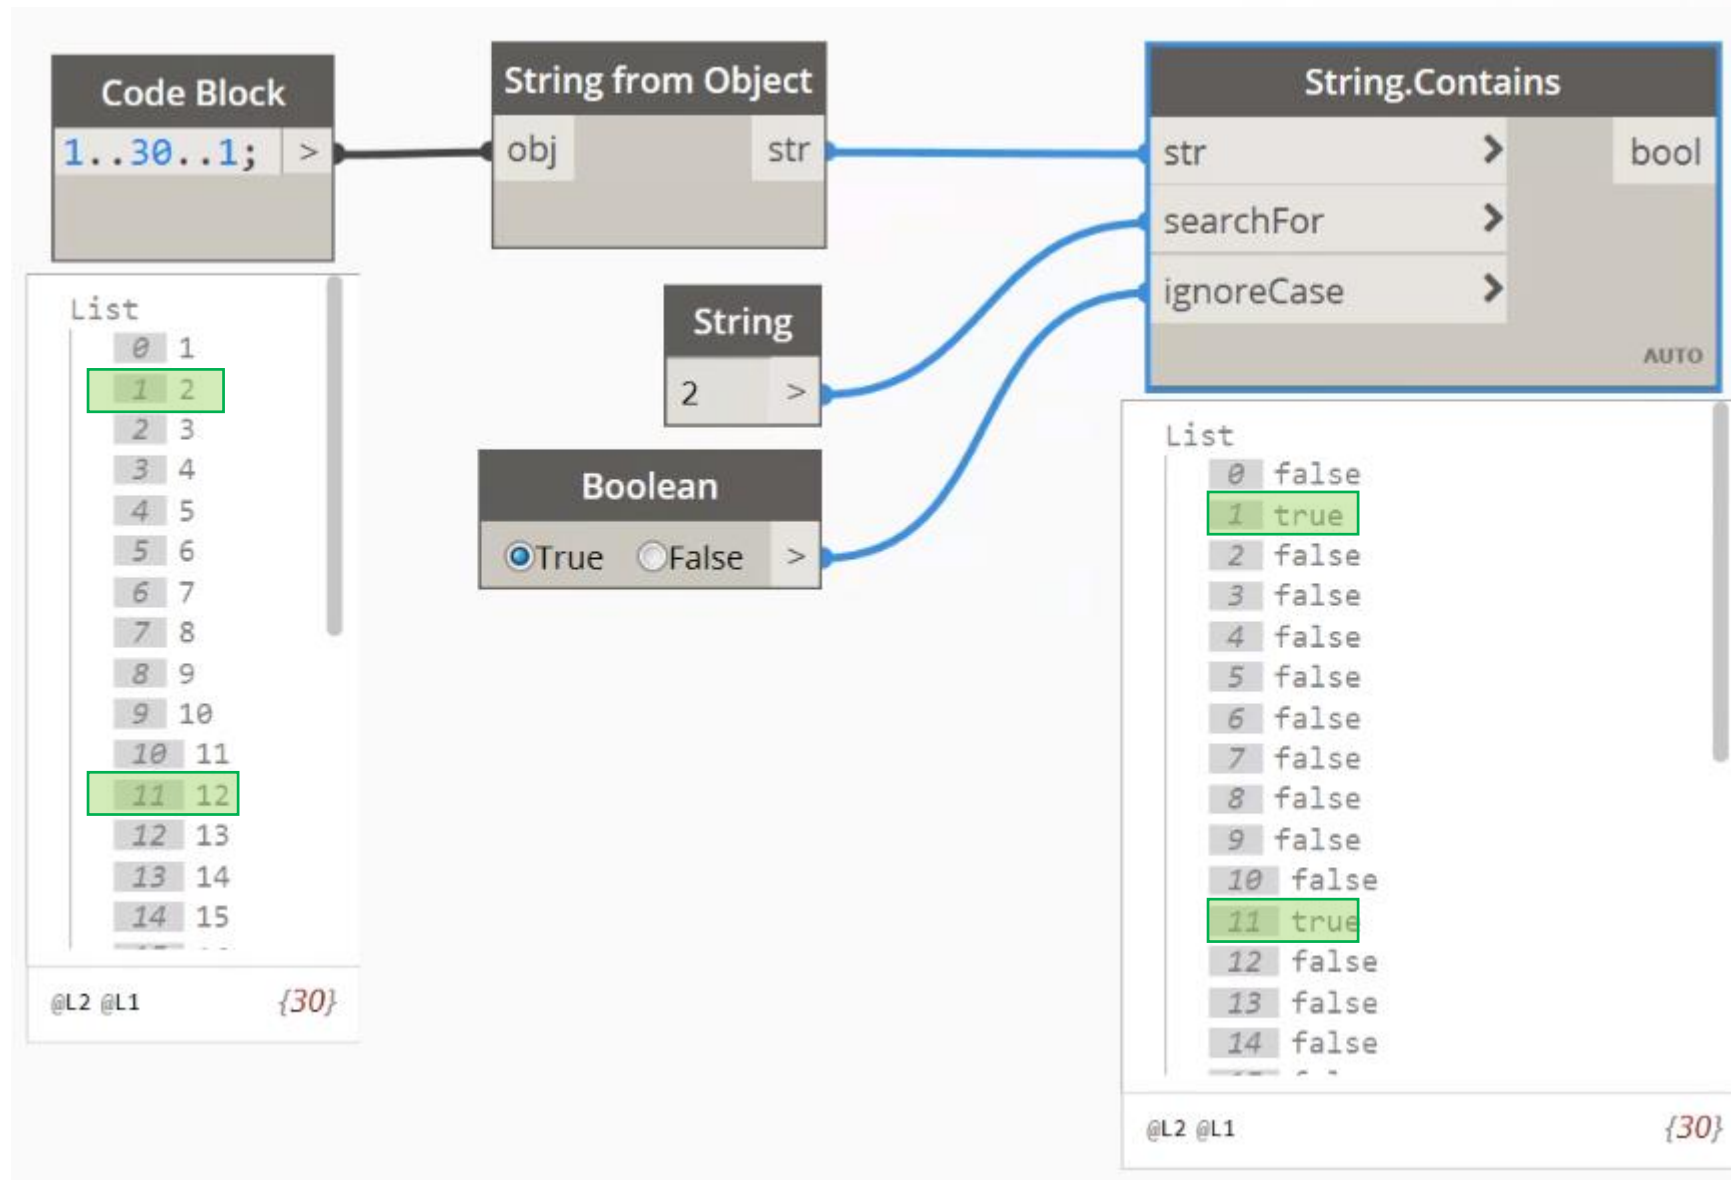 Code Block
1..30..1; >
String from Object
obj str
String.Contains
str > bool
searchFor >
ignoreCase >
AUTO
String
2 >
Boolean
True False >
List
0 1
1 2
2 3
3 4
4 5
5 6
6 7
7 8
8 9
9 10
10 11
11 12
12 13
13 14
14 15
@L2 @L1 {30}
List
0 false
1 true
2 false
3 false
4 false
5 false
6 false
7 false
8 false
9 false
10 false
11 true
12 false
13 false
14 false
@L2 @L1 {30}